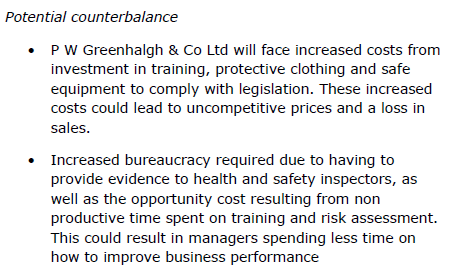 Potential counterbalance
• P W Greenhalgh & Co Ltd will face increased costs from
investment in training, protective clothing and safe
equipment to comply with legislation. These increased
costs could lead to uncompetitive prices and a loss in
sales.
• Increased bureaucracy required due to having to
provide evidence to health and safety inspectors, as
well as the opportunity cost resulting from non
productive time spent on training and risk assessment.
This could result in managers spending less time on
how to improve business performance